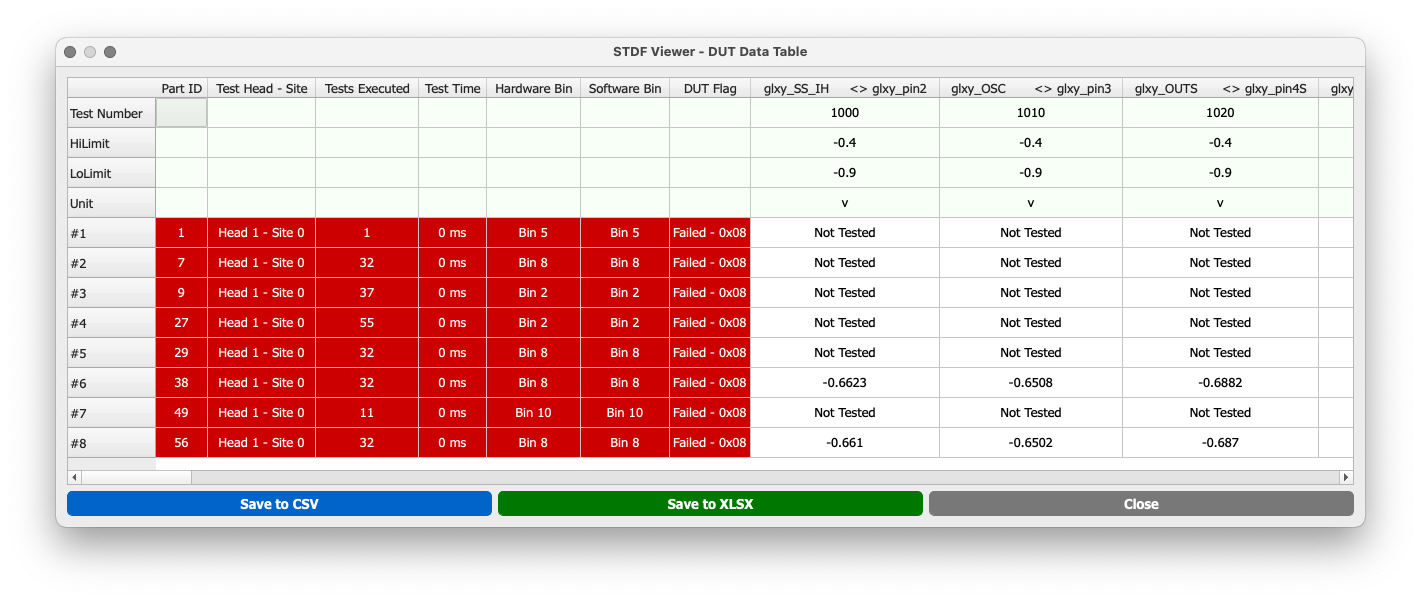 STDF Viewer - DUT Data Table
Part ID Test Head - Site Tests Executed Test Time Hardware Bin Software Bin DUT Flag glxy_SS_IH <> glxy_pin2 glxy_OSC <> glxy_pin3 glxy_OUTS <> glxy_pin4S glxy
Test Number 1000 1010 1020
HiLimit -0.4 -0.4 -0.4
LoLimit -0.9 -0.9 -0.9
Unit v v v
#1 1 Head 1 - Site 0 1 0 ms Bin 5 Bin 5 Failed - 0x08 Not Tested Not Tested Not Tested
#2 7 Head 1 - Site 0 32 0 ms Bin 8 Bin 8 Failed - 0x08 Not Tested Not Tested Not Tested
#3 9 Head 1 - Site 0 37 0 ms Bin 2 Bin 2 Failed - 0x08 Not Tested Not Tested Not Tested
#4 27 Head 1 - Site 0 55 0 ms Bin 2 Bin 2 Failed - 0x08 Not Tested Not Tested Not Tested
#5 29 Head 1 - Site 0 32 0 ms Bin 8 Bin 8 Failed - 0x08 Not Tested Not Tested Not Tested
#6 38 Head 1 - Site 0 32 0 ms Bin 8 Bin 8 Failed - 0x08 -0.6623 -0.6508 -0.6882
#7 49 Head 1 - Site 0 11 0 ms Bin 10 Bin 10 Failed - 0x08 Not Tested Not Tested Not Tested
#8 56 Head 1 - Site 0 32 0 ms Bin 8 Bin 8 Failed - 0x08 -0.661 -0.6502 -0.687
Save to CSV Save to XLSX Close